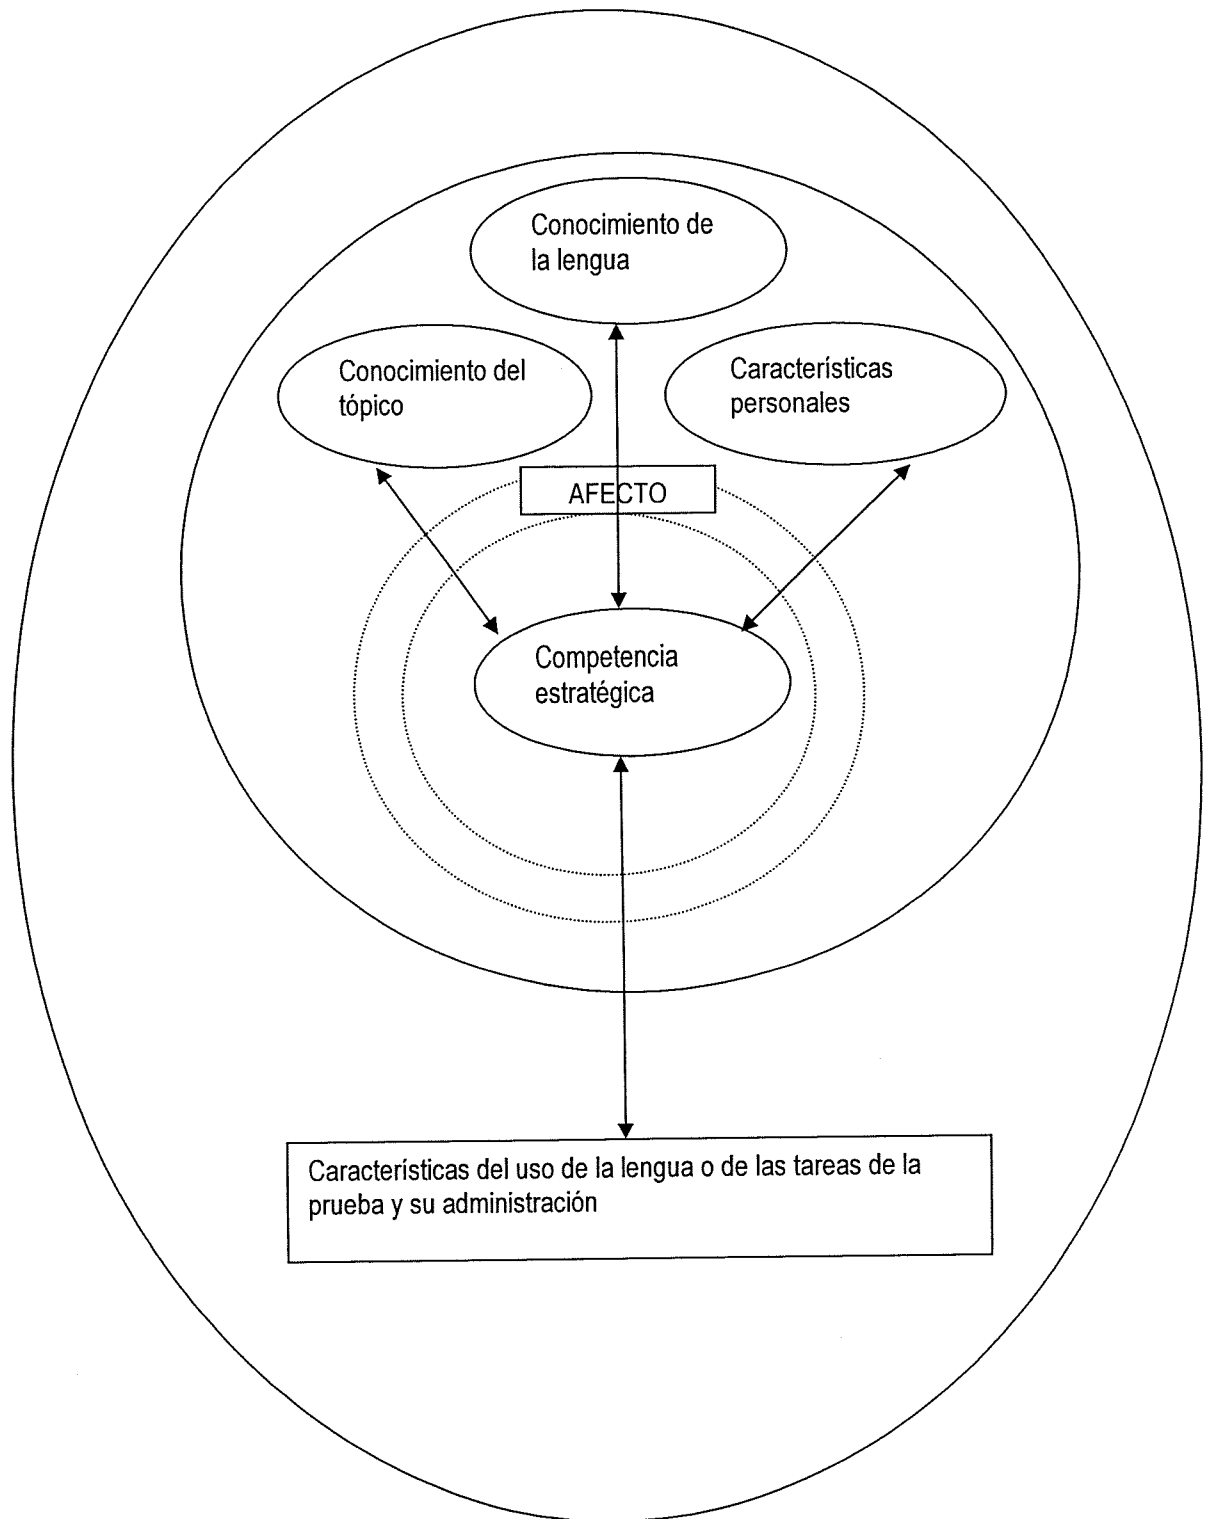 Conocimiento de
la lengua
Conocimiento del
tópico
Características
personales
AFECTO
Competencia
estratégica
Características del uso de la lengua o de las tareas de la
prueba y su administración